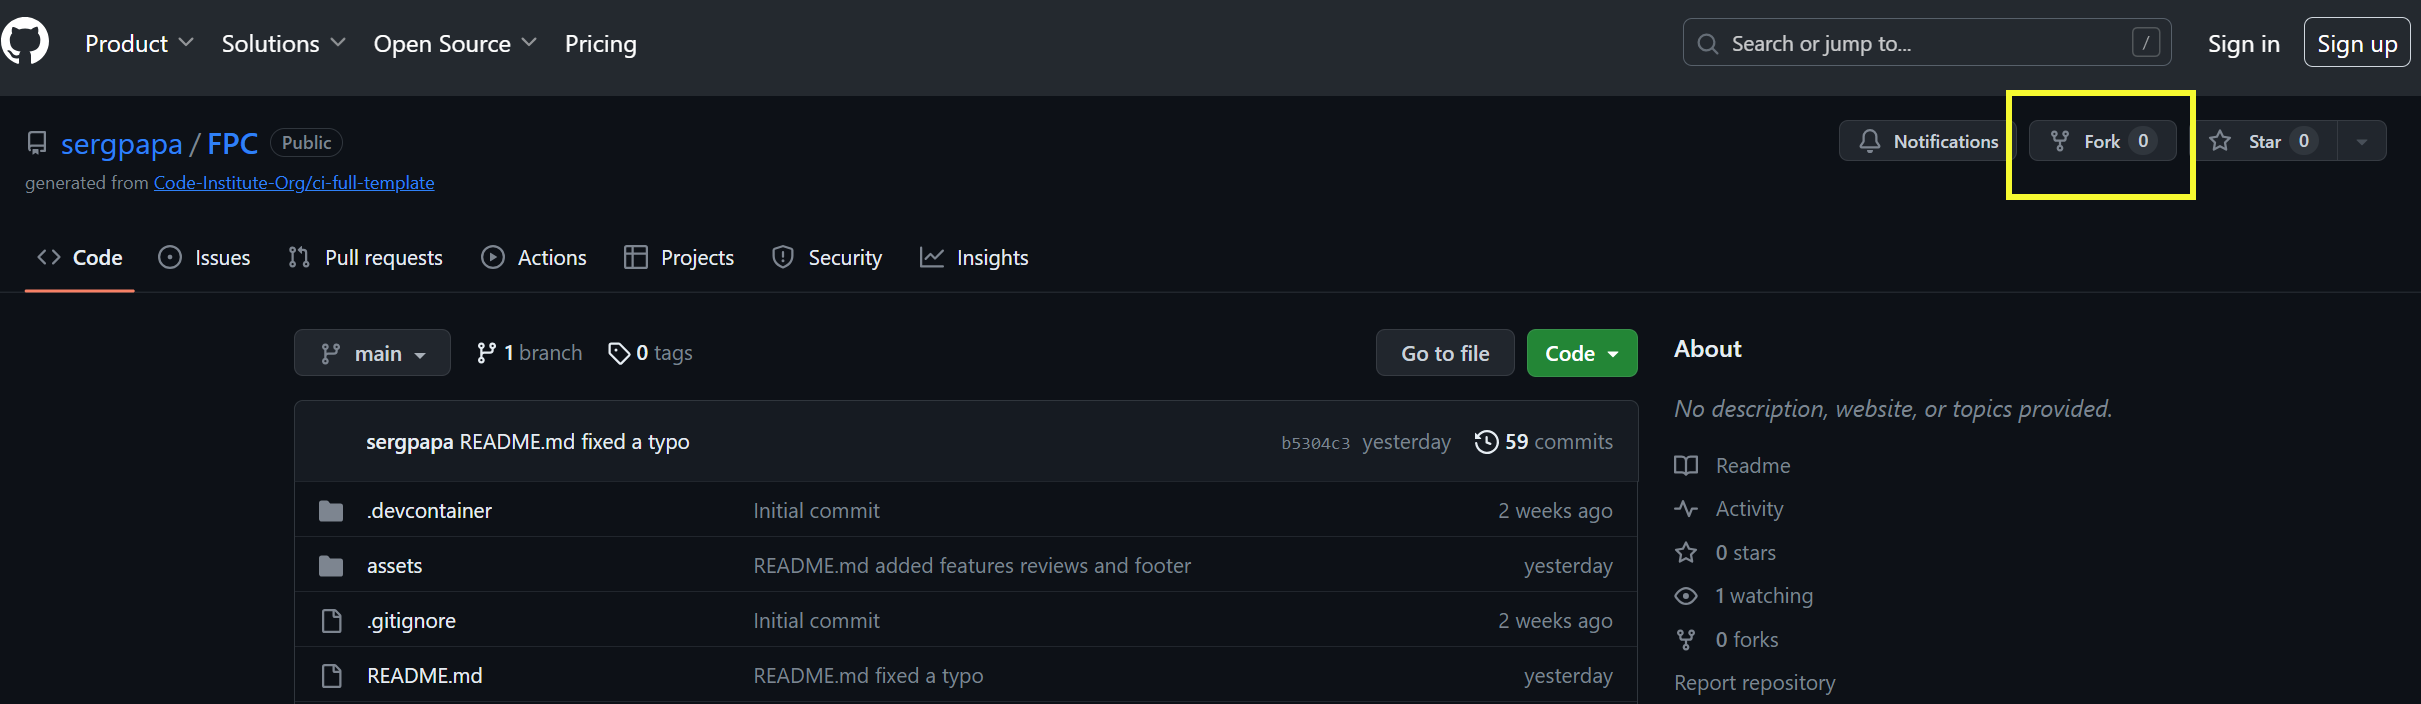 Product Solutions Open Source Pricing Search or jump to... / Sign in Sign up
sergpapa / FPC Public Notifications Fork 0 Star 0
generated from Code-Institute-Org/ci-full-template
Code Issues Pull requests Actions Projects Security Insights
main 1 branch 0 tags Go to file Code
sergpapa README.md fixed a typo b5304c3 yesterday 59 commits
.devcontainer Initial commit 2 weeks ago
assets README.md added features reviews and footer yesterday
.gitignore Initial commit 2 weeks ago
README.md README.md fixed a typo yesterday
About
No description, website, or topics provided.
Readme
Activity
0 stars
1 watching
0 forks
Report repository